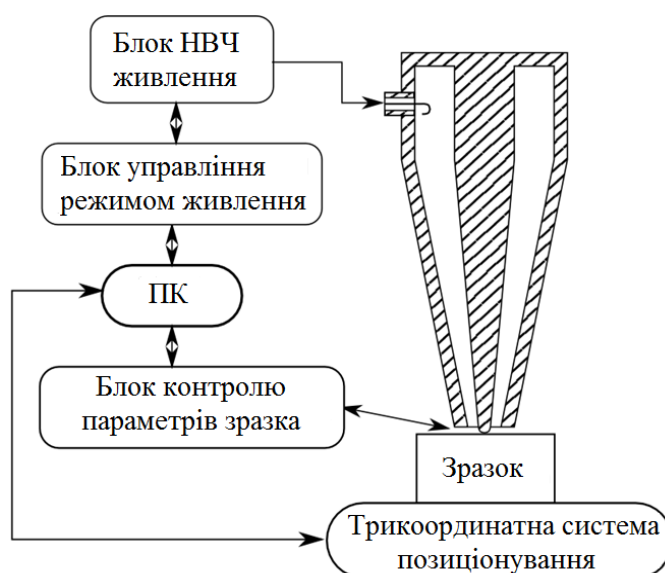 Блок НВЧ
живлення
Блок управління
режимом живлення
ПК
Блок контролю
параметрів зразка
Зразок
Трикоординатна система
позиціонування